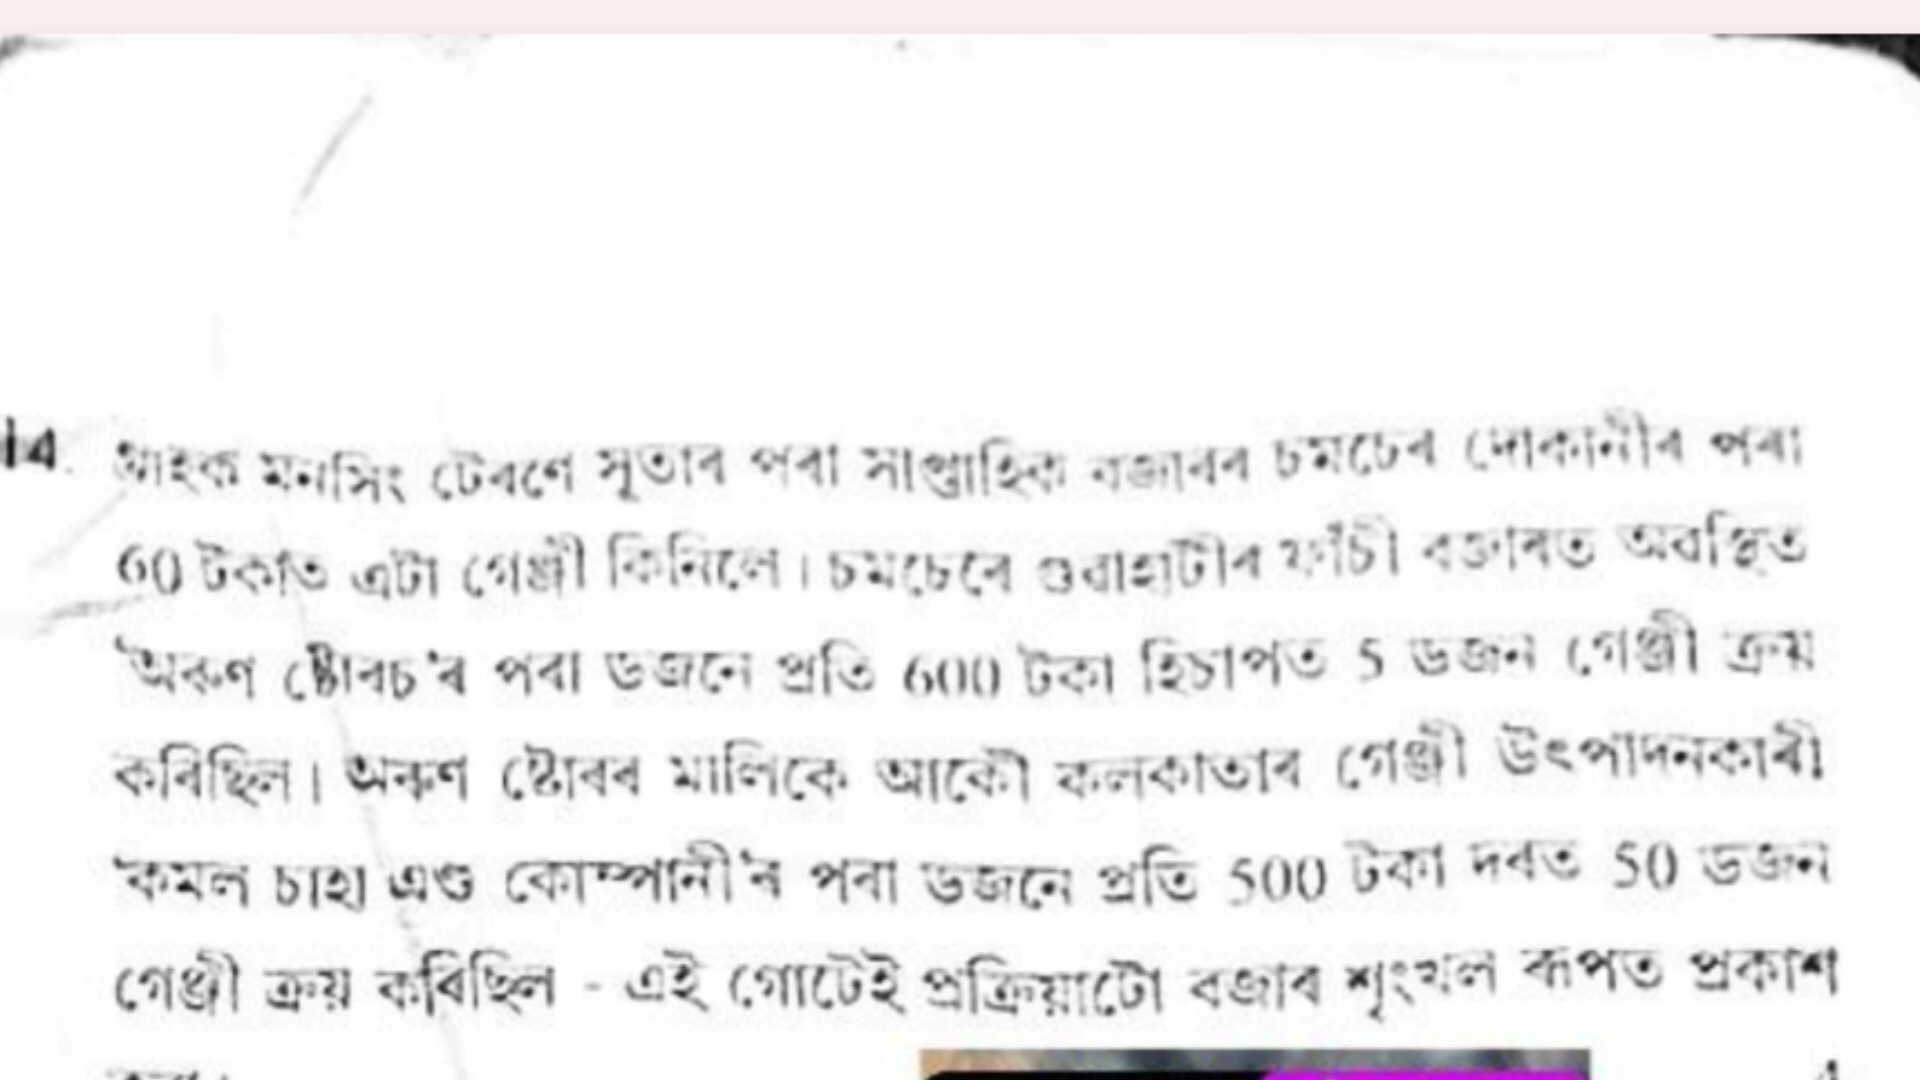 14. গ্ৰাহক মনসিং টেৰণে সূতাৰ পৰা সাপ্তাহিক বজাৰৰ চমচেৰ দোকানীৰ পৰা
60 টকাত এটা গেঞ্জী কিনিলে। চমচেৰে গুৱাহাটীৰ ফাঁচী বজাৰত অৱস্থিত
'অৰুণ ষ্টোৰচ'ৰ পৰা ডজনে প্ৰতি 600 টকা হিচাপত 5 ডজন গেঞ্জী ক্ৰয়
কৰিছিল। অৰুণ ষ্টোৰৰ মালিকে আকৌ কলকাতাৰ গেঞ্জী উৎপাদনকাৰী
'কমল চাহা এণ্ড কোম্পানী'ৰ পৰা ডজনে প্ৰতি 500 টকা দৰত 50 ডজন
গেঞ্জী ক্ৰয় কৰিছিল - এই গোটেই প্ৰক্ৰিয়াটো বজাৰ শৃংখল ৰূপত প্ৰকাশ